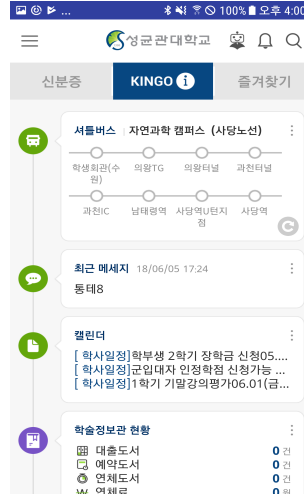 100% 오후 4:00
성균관대학교
신분증
KINGO i
즐겨찾기
셔틀버스 | 자연과학 캠퍼스 (사당노선)
학생회관(수원)
의왕TG
의왕터널
과천터널
과천IC
남태령역
사당역U턴지점
사당역
최근 메세지 18/06/05 17:24
통테8
캘린더
[ 학사일정]학부생 2학기 장학금 신청05....
[ 학사일정]군입대자 인정학점 신청가능 ...
[ 학사일정]1학기 기말강의평가06.01(금...
학술정보관 현황
대출도서 0 건
예약도서 0 건
연체도서 0 건
연체료 0 원